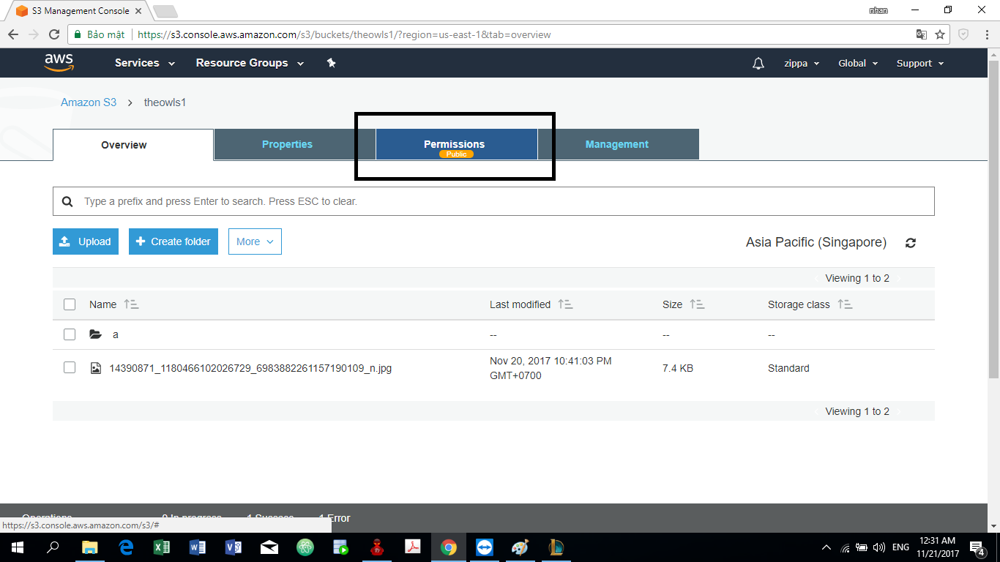 S3 Management Console
nhan
Bảo mật
https://s3.console.aws.amazon.com/s3/buckets/theowls1/?region=us-east-1&tab=overview
aws
Services
Resource Groups
zippa
Global
Support
Amazon S3 > theowls1
Overview
Properties
Permissions
Public
Management
Type a prefix and press Enter to search. Press ESC to clear.
Upload
Create folder
More
Asia Pacific (Singapore)
Viewing 1 to 2
Name
Last modified
Size
Storage class
a
--
--
--
14390871_1180466102026729_6983882261157190109_n.jpg
Nov 20, 2017 10:41:03 PM
GMT+0700
7.4 KB
Standard
Viewing 1 to 2
Operations
0 In progress
1 Success
1 Error
https://s3.console.aws.amazon.com/s3/#
ENG
12:31 AM
11/21/2017
4